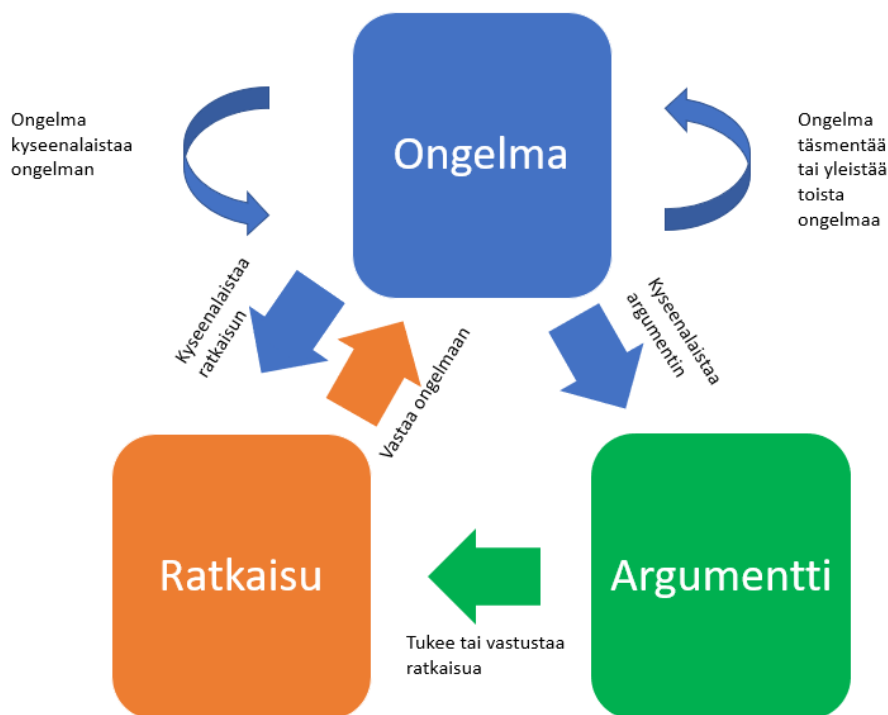 Ongelma
kyseenalaistaa
ongelman
Ongelma
Ongelma
täsmentää
tai yleistää
toista
ongelmaa
Kyseenalaistaa
ratkaisun
Vastaa ongelmaan
Kyseenalaistaa
argumentin
Ratkaisu
Tukee tai vastustaa
ratkaisua
Argumentti